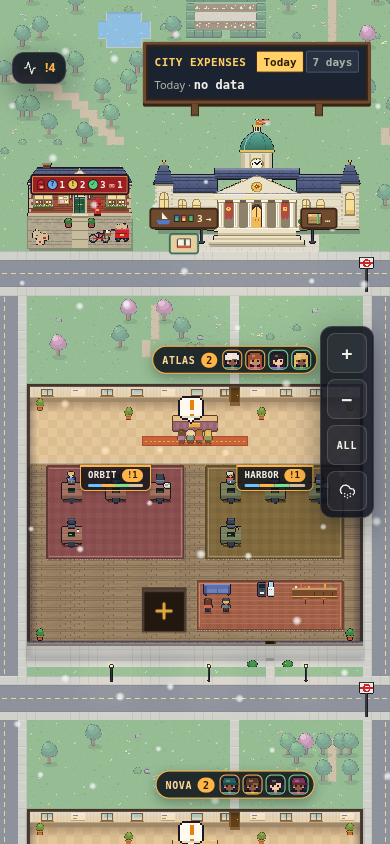 !4
CITY EXPENSES Today 7 days
Today · no data
? 1 ! 2 ✓ 3 ✉ 1
3 →
...
ATLAS 2
+
−
ALL
!
ORBIT !1
HARBOR !1
+
NOVA 2
!